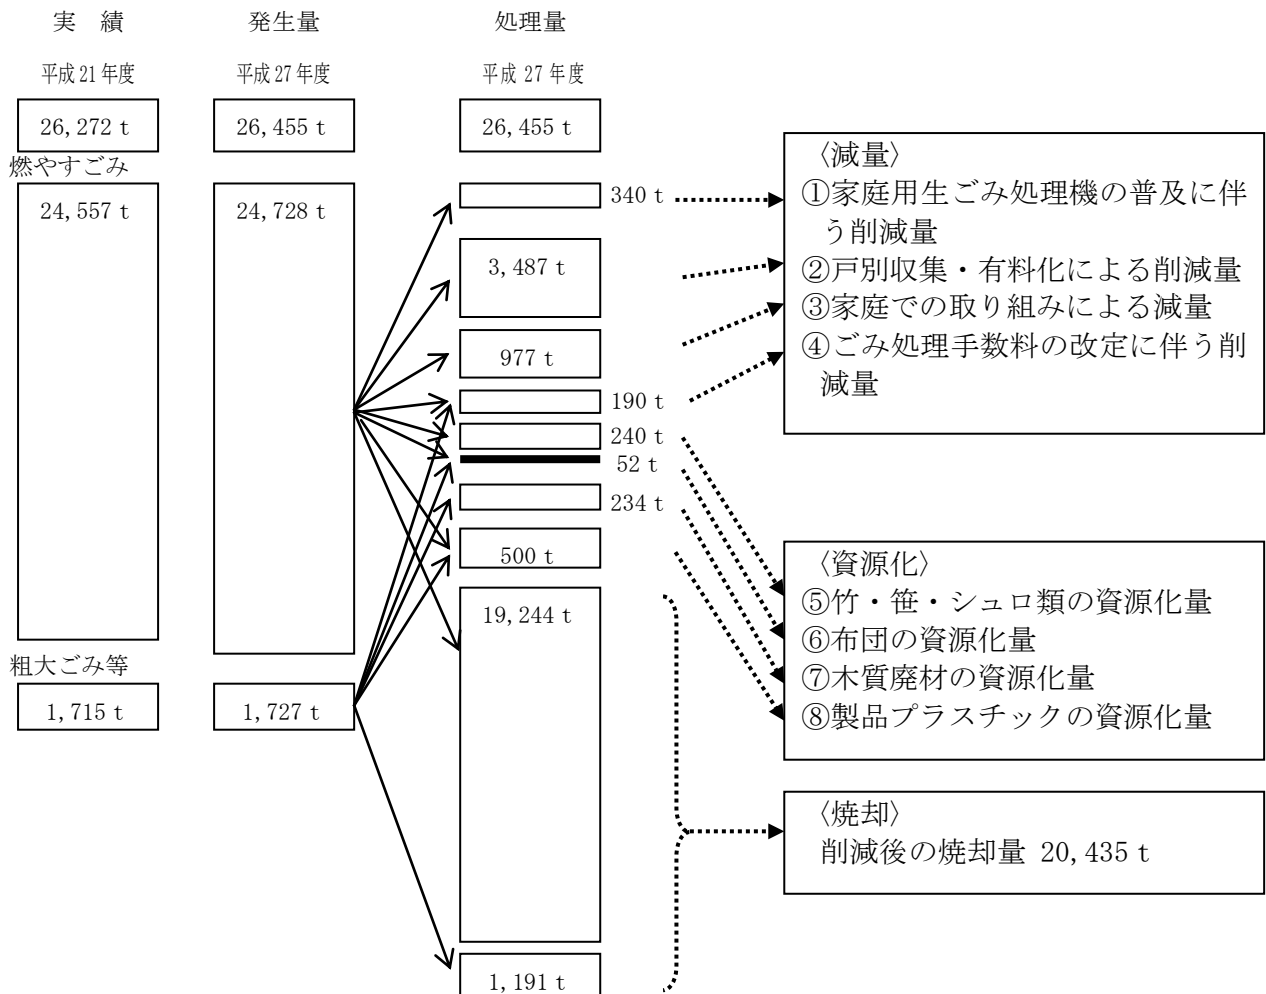 実　績
発生量
処理量
平成21年度
平成27年度
平成 27 年度
26,272 t
26,455 t
26,455 t
燃やすごみ
24,557 t
24,728 t
340 t
3,487 t
977 t
190 t
240 t
52 t
234 t
500 t
19,244 t
粗大ごみ等
1,715 t
1,727 t
1,191 t
〈減量〉
①家庭用生ごみ処理機の普及に伴
う削減量
②戸別収集・有料化による削減量
③家庭での取り組みによる減量
④ごみ処理手数料の改定に伴う削
減量
〈資源化〉
⑤竹・笹・シュロ類の資源化量
⑥布団の資源化量
⑦木質廃材の資源化量
⑧製品プラスチックの資源化量
〈焼却〉
削減後の焼却量 20,435 t